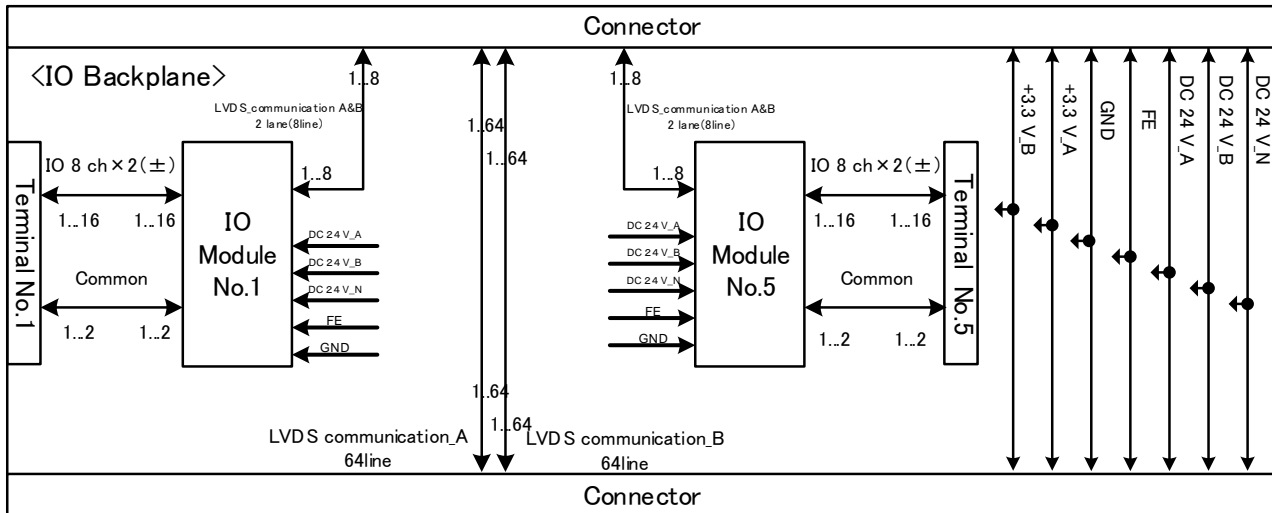 Connector
<IO Backplane>
1...8
LVDS_communication A&B
2 lane(8line)
1...8
IO 8 ch×2(±)
1...16
1...16
Terminal No.1
IO
Module
No.1
Common
1...2
1...2
DC 24 V_A
DC 24 V_B
DC 24 V_N
FE
GND
1...64
1...64
1...64
1...64
LVDS communication_A
64line
LVDS communication_B
64line
1...8
LVDS_communication A&B
2 lane(8line)
1...8
DC 24 V_A
DC 24 V_B
DC 24 V_N
FE
GND
IO
Module
No.5
IO 8 ch×2(±)
1...16
1...16
Common
1...2
1...2
Terminal No.5
+3.3 V_B
+3.3 V_A
GND
FE
DC 24 V_A
DC 24 V_B
DC 24 V_N
Connector